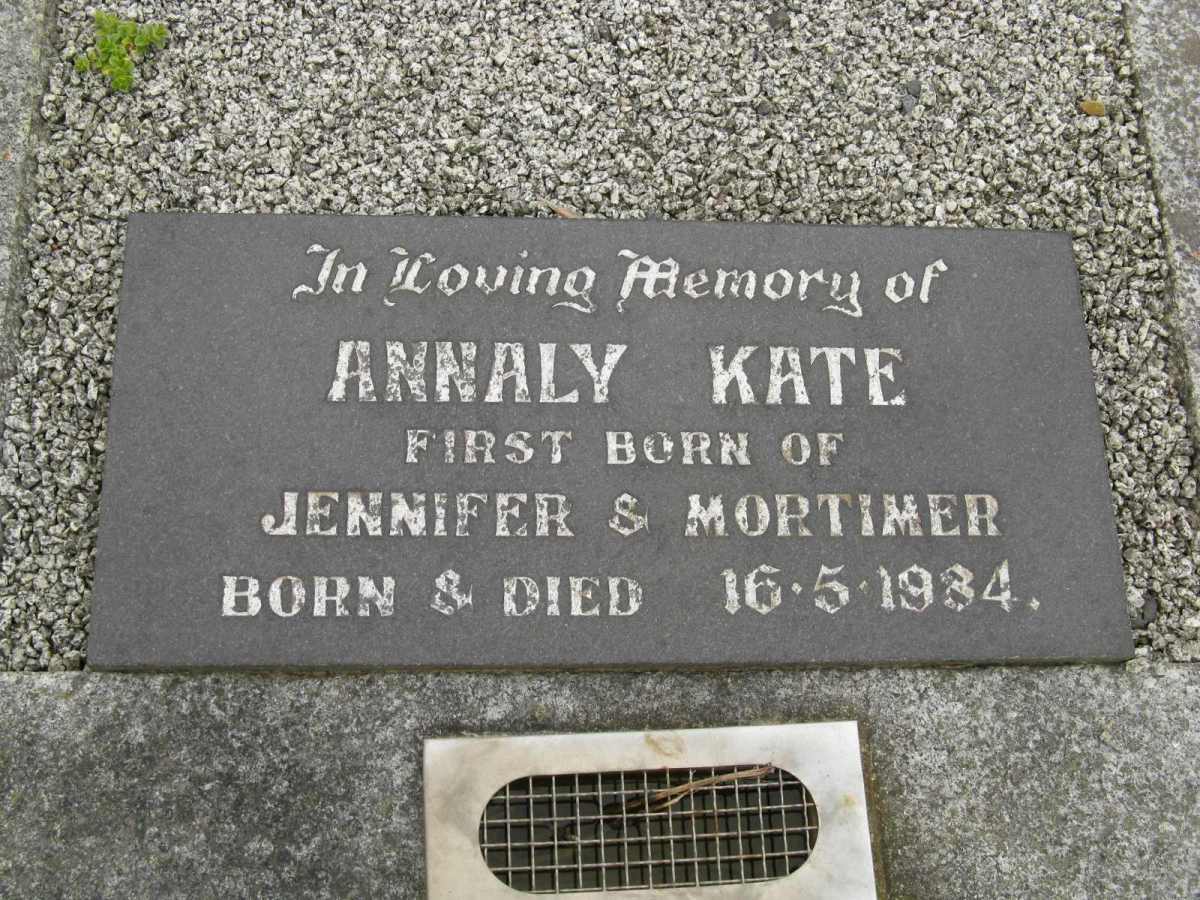 In Loving Memory of
ANNALY KATE
FIRST BORN OF
JENNIFER & MORTIMER
BORN & DIED 16·5·1984.